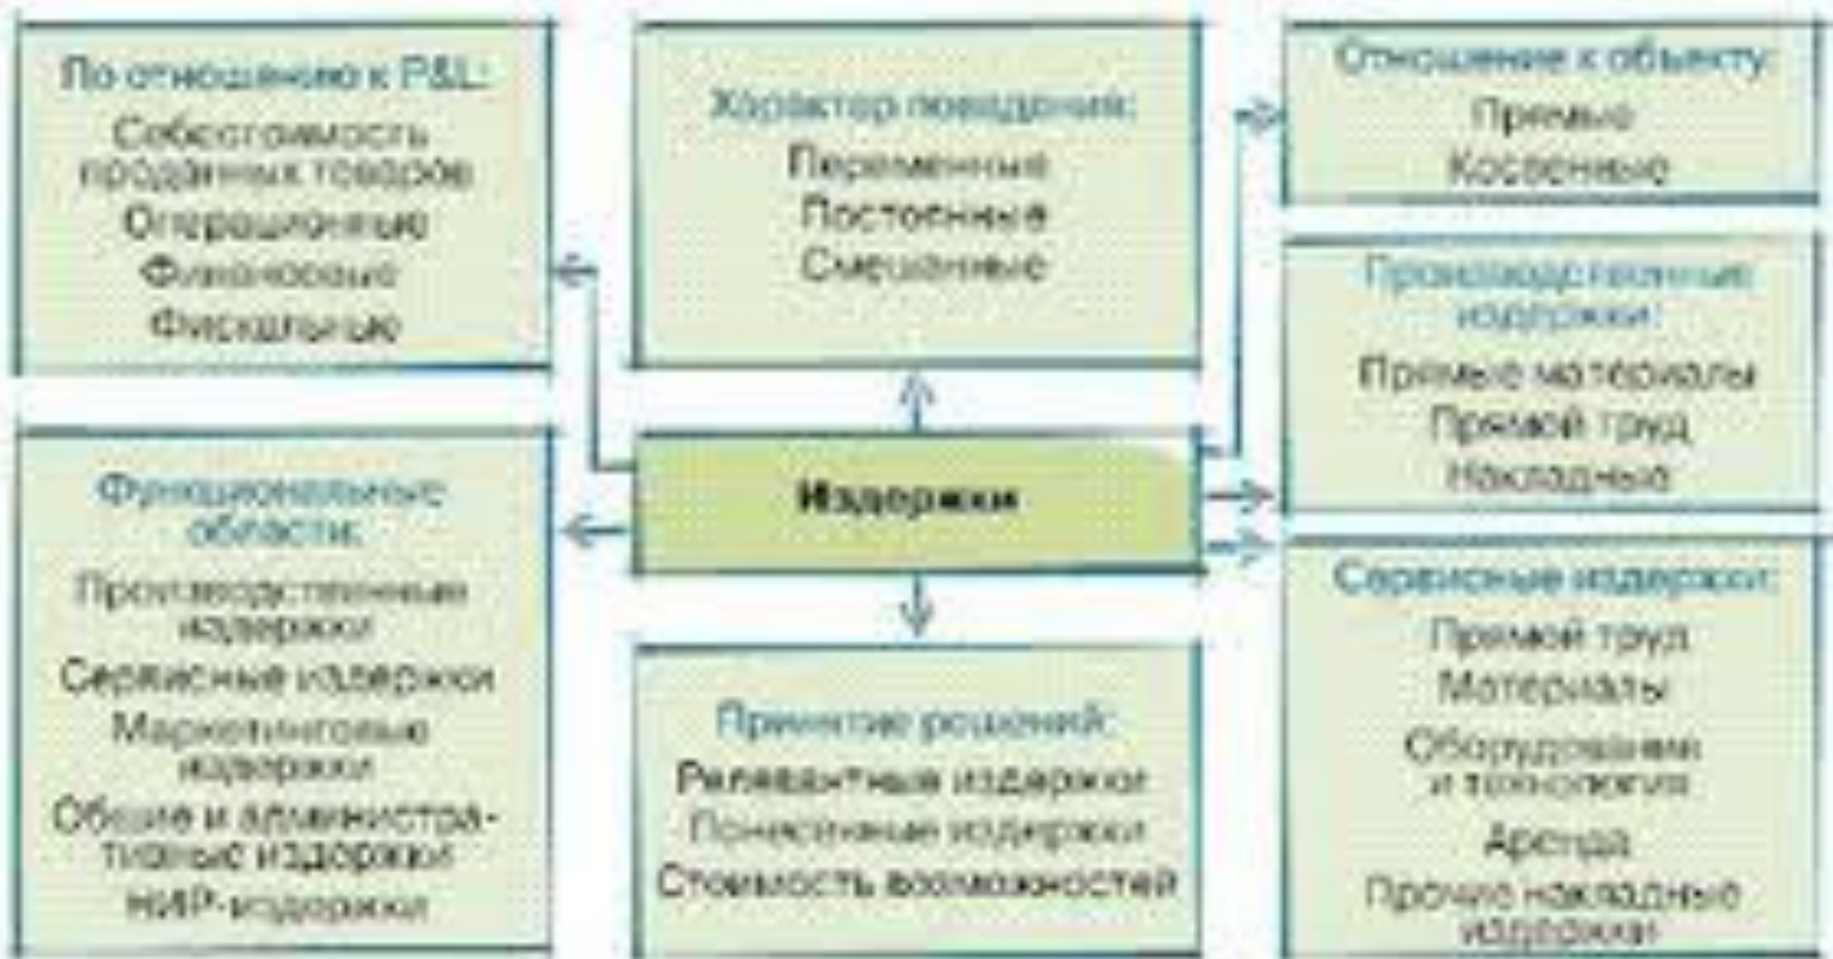 По отношению к P&L:
Себестоимость
проданных товаров
Операционные
Финансовые
Фискальные
Характер поведения:
Переменные
Постоянные
Смешанные
Отношение к объекту:
Прямые
Косвенные
Производственные
издержки:
Прямые материалы
Прямой труд
Накладные
Издержки
Функциональные
области:
Производственные
издержки
Сервисные издержки
Маркетинговые
издержки
Общие и администра-
тивные издержки
НИР-издержки
Принятие решений:
Релевантные издержки
Понесенные издержки
Стоимость возможностей
Сервисные издержки:
Прямой труд
Материалы
Оборудование
и технология
Аренда
Прочие накладные
издержки